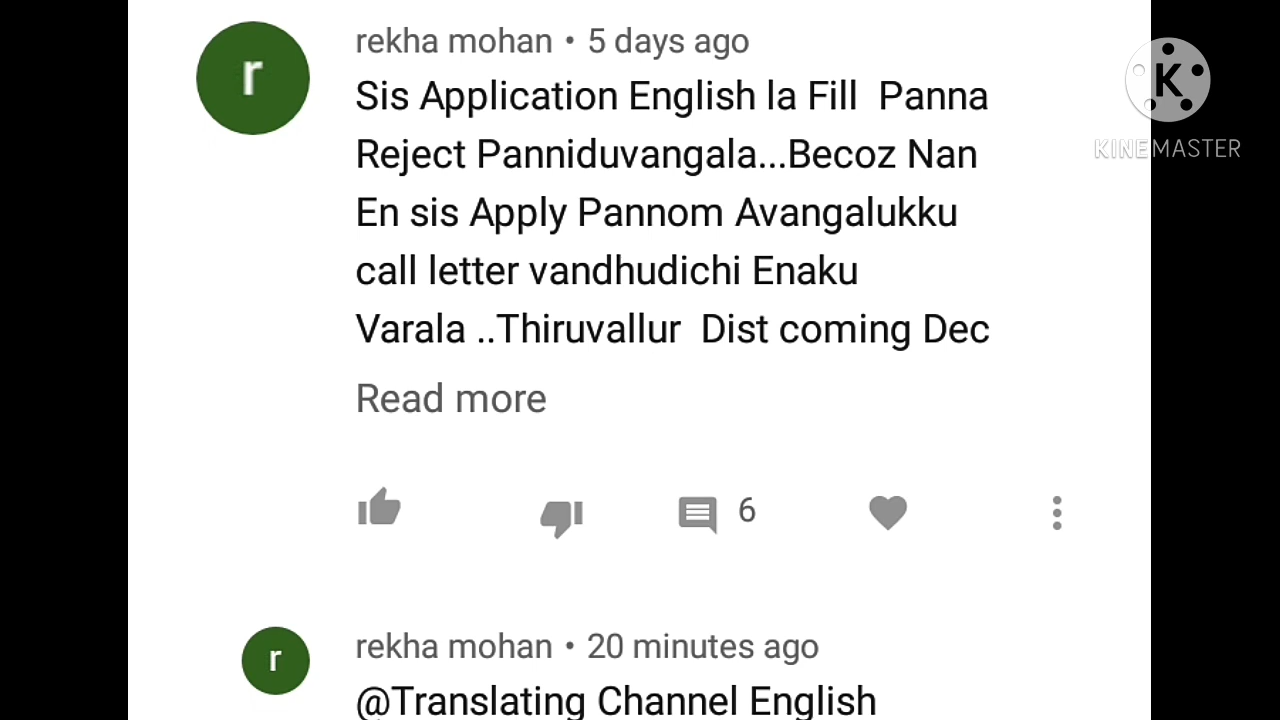 r
rekha mohan • 5 days ago
Sis Application English la Fill Panna
Reject Panniduvangala...Becoz Nan
En sis Apply Pannom Avangalukku
call letter vandhudichi Enaku
Varala ..Thiruvallur Dist coming Dec
Read more
6
K
KINEMASTER
r
rekha mohan • 20 minutes ago
@Translating Channel English